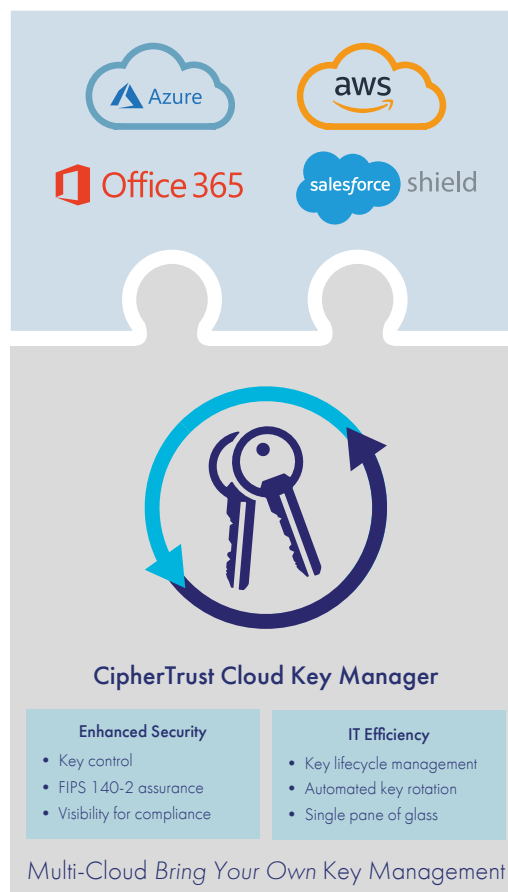 Azure
aws
Office 365
salesforce shield
CipherTrust Cloud Key Manager
Enhanced Security
• Key control
• FIPS 140-2 assurance
• Visibility for compliance
IT Efficiency
• Key lifecycle management
• Automated key rotation
• Single pane of glass
Multi-Cloud Bring Your Own Key Management